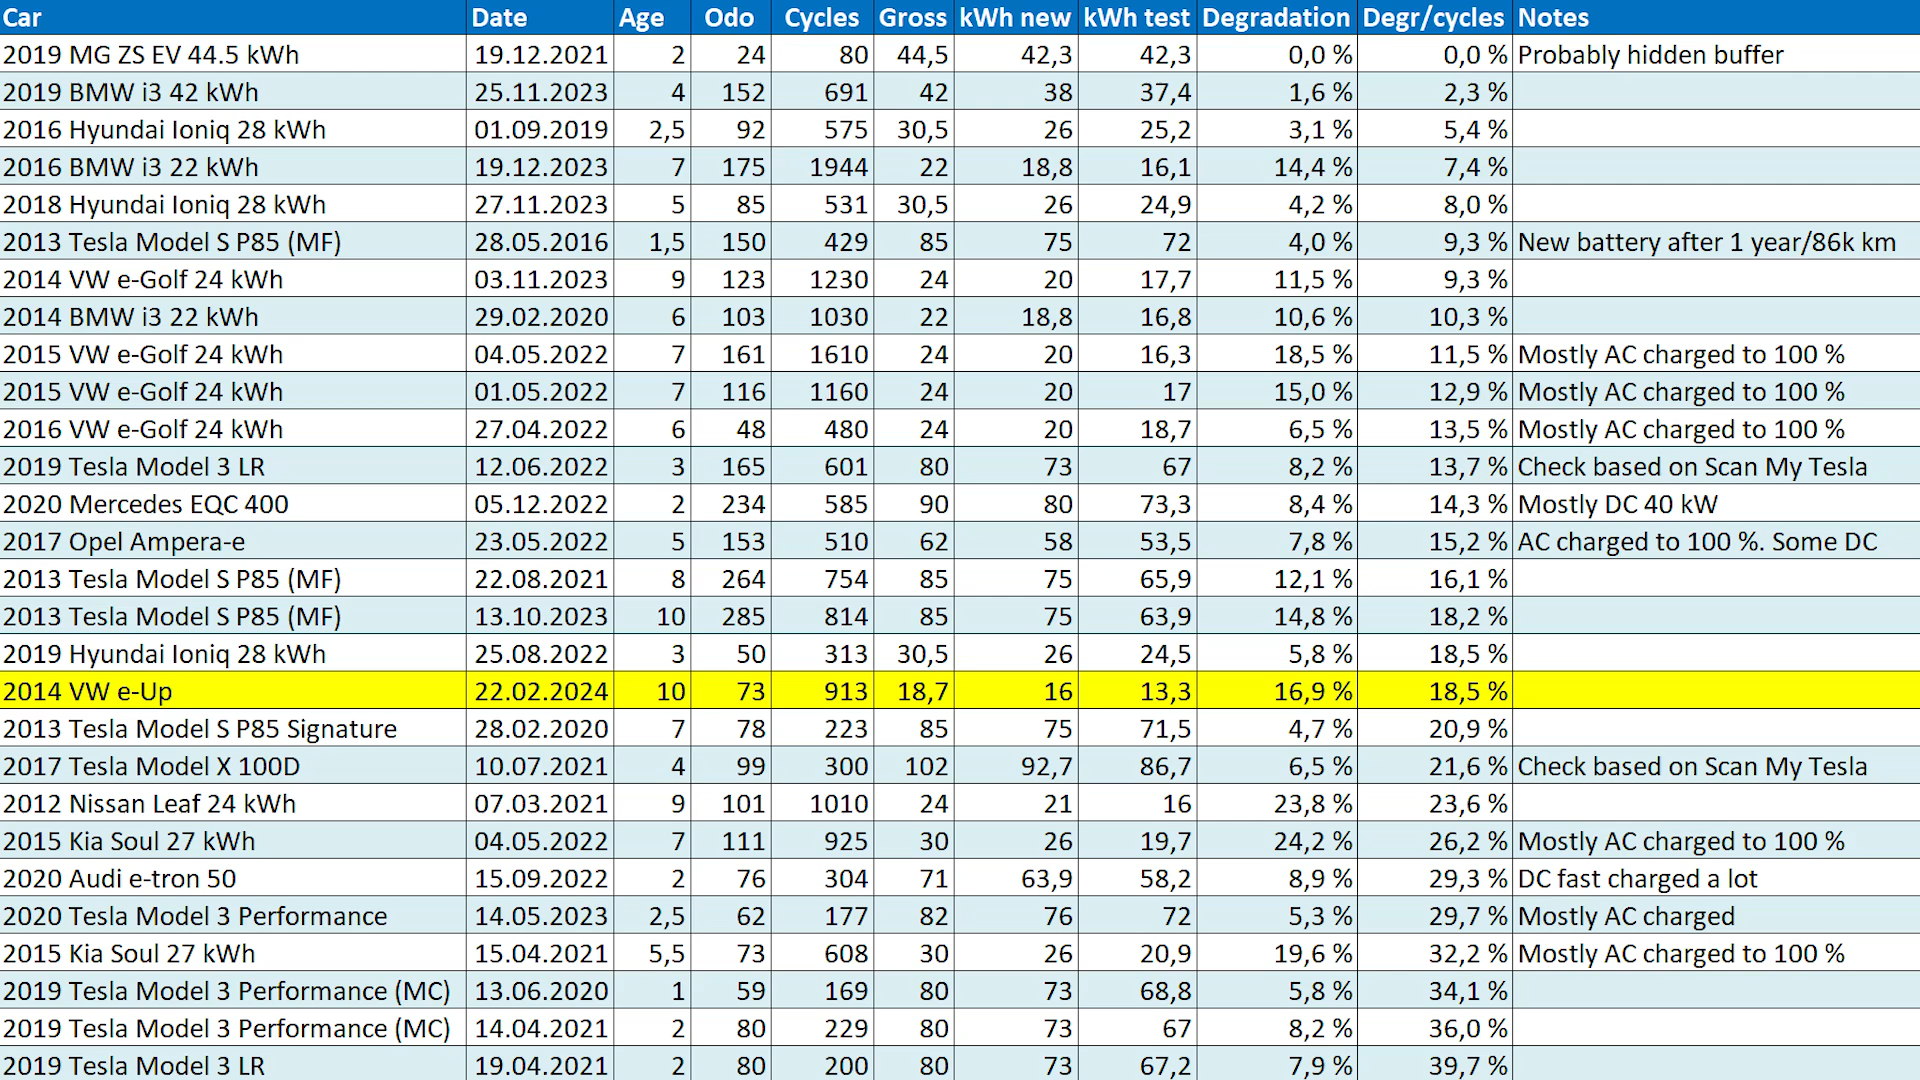 Car Date Age Odo Cycles Gross kWh new kWh test Degradation Degr/cycles Notes
2019 MG ZS EV 44.5 kWh 19.12.2021 2 24 80 44,5 42,3 42,3 0,0 % 0,0 % Probably hidden buffer
2019 BMW i3 42 kWh 25.11.2023 4 152 691 42 38 37,4 1,6 % 2,3 %
2016 Hyundai Ioniq 28 kWh 01.09.2019 2,5 92 575 30,5 26 25,2 3,1 % 5,4 %
2016 BMW i3 22 kWh 19.12.2023 7 175 1944 22 18,8 16,1 14,4 % 7,4 %
2018 Hyundai Ioniq 28 kWh 27.11.2023 5 85 531 30,5 26 24,9 4,2 % 8,0 %
2013 Tesla Model S P85 (MF) 28.05.2016 1,5 150 429 85 75 72 4,0 % 9,3 % New battery after 1 year/86k km
2014 VW e-Golf 24 kWh 03.11.2023 9 123 1230 24 20 17,7 11,5 % 9,3 %
2014 BMW i3 22 kWh 29.02.2020 6 103 1030 22 18,8 16,8 10,6 % 10,3 %
2015 VW e-Golf 24 kWh 04.05.2022 7 161 1610 24 20 16,3 18,5 % 11,5 % Mostly AC charged to 100 %
2015 VW e-Golf 24 kWh 01.05.2022 7 116 1160 24 20 17 15,0 % 12,9 % Mostly AC charged to 100 %
2016 VW e-Golf 24 kWh 27.04.2022 6 48 480 24 20 18,7 6,5 % 13,5 % Mostly AC charged to 100 %
2019 Tesla Model 3 LR 12.06.2022 3 165 601 80 73 67 8,2 % 13,7 % Check based on Scan My Tesla
2020 Mercedes EQC 400 05.12.2022 2 234 585 90 80 73,3 8,4 % 14,3 % Mostly DC 40 kW
2017 Opel Ampera-e 23.05.2022 5 153 510 62 58 53,5 7,8 % 15,2 % AC charged to 100 %. Some DC
2013 Tesla Model S P85 (MF) 22.08.2021 8 264 754 85 75 65,9 12,1 % 16,1 %
2013 Tesla Model S P85 (MF) 13.10.2023 10 285 814 85 75 63,9 14,8 % 18,2 %
2019 Hyundai Ioniq 28 kWh 25.08.2022 3 50 313 30,5 26 24,5 5,8 % 18,5 %
2014 VW e-Up 22.02.2024 10 73 913 18,7 16 13,3 16,9 % 18,5 %
2013 Tesla Model S P85 Signature 28.02.2020 7 78 223 85 75 71,5 4,7 % 20,9 %
2017 Tesla Model X 100D 10.07.2021 4 99 300 102 92,7 86,7 6,5 % 21,6 % Check based on Scan My Tesla
2012 Nissan Leaf 24 kWh 07.03.2021 9 101 1010 24 21 16 23,8 % 23,6 %
2015 Kia Soul 27 kWh 04.05.2022 7 111 925 30 26 19,7 24,2 % 26,2 % Mostly AC charged to 100 %
2020 Audi e-tron 50 15.09.2022 2 76 304 71 63,9 58,2 8,9 % 29,3 % DC fast charged a lot
2020 Tesla Model 3 Performance 14.05.2023 2,5 62 177 82 76 72 5,3 % 29,7 % Mostly AC charged
2015 Kia Soul 27 kWh 15.04.2021 5,5 73 608 30 26 20,9 19,6 % 32,2 % Mostly AC charged to 100 %
2019 Tesla Model 3 Performance (MC) 13.06.2020 1 59 169 80 73 68,8 5,8 % 34,1 %
2019 Tesla Model 3 Performance (MC) 14.04.2021 2 80 229 80 73 67 8,2 % 36,0 %
2019 Tesla Model 3 LR 19.04.2021 2 80 200 80 73 67,2 7,9 % 39,7 %